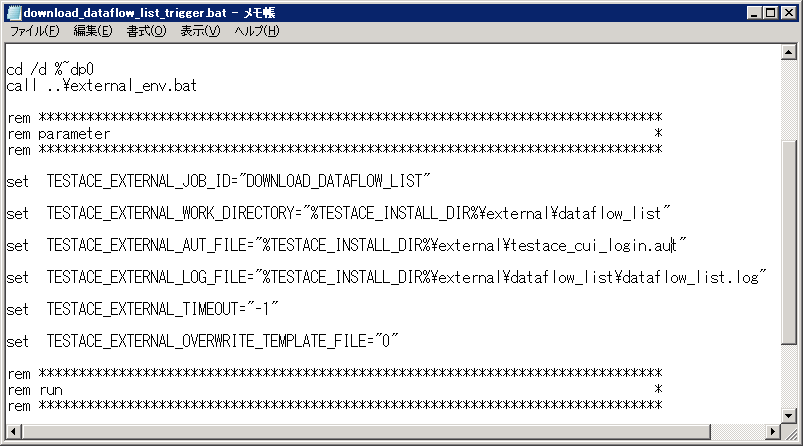 download_dataflow_list_trigger.bat - メモ帳
ファイル(F) 編集(E) 書式(O) 表示(V) ヘルプ(H)
cd /d %~dp0
call ..¥external_env.bat
rem *****************************************************************************
rem parameter *
rem *****************************************************************************
set TESTACE_EXTERNAL_JOB_ID="DOWNLOAD_DATAFLOW_LIST"
set TESTACE_EXTERNAL_WORK_DIRECTORY="%TESTACE_INSTALL_DIR%¥external¥dataflow_list"
set TESTACE_EXTERNAL_AUT_FILE="%TESTACE_INSTALL_DIR%¥external¥testace_cui_login.aut"
set TESTACE_EXTERNAL_LOG_FILE="%TESTACE_INSTALL_DIR%¥external¥dataflow_list¥dataflow_list.log"
set TESTACE_EXTERNAL_TIMEOUT="-1"
set TESTACE_EXTERNAL_OVERWRITE_TEMPLATE_FILE="0"
rem *****************************************************************************
rem run *
rem *****************************************************************************